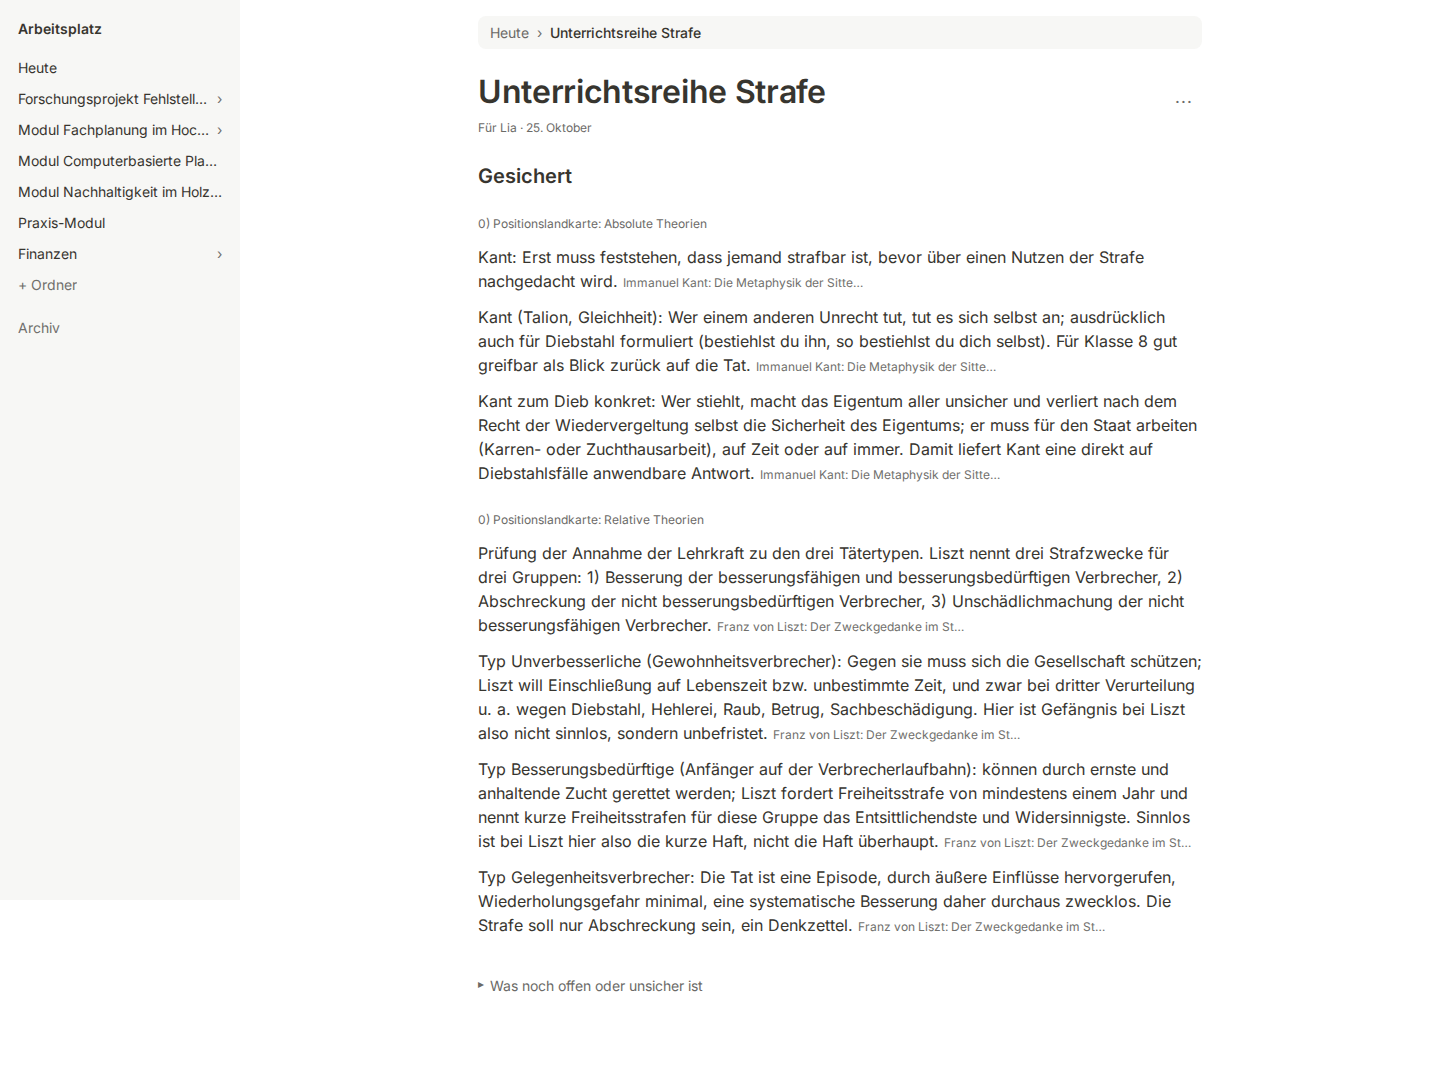 Arbeitsplatz
Heute
Forschungsprojekt Fehlstell... ›
Modul Fachplanung im Hoc... ›
Modul Computerbasierte Pla...
Modul Nachhaltigkeit im Holz...
Praxis-Modul
Finanzen ›
+ Ordner
Archiv
Heute › Unterrichtsreihe Strafe
Unterrichtsreihe Strafe ...
Für Lia · 25. Oktober
Gesichert
0) Positionslandkarte: Absolute Theorien
Kant: Erst muss feststehen, dass jemand strafbar ist, bevor über einen Nutzen der Strafe
nachgedacht wird. Immanuel Kant: Die Metaphysik der Sitte...
Kant (Talion, Gleichheit): Wer einem anderen Unrecht tut, tut es sich selbst an; ausdrücklich
auch für Diebstahl formuliert (bestiehlst du ihn, so bestiehlst du dich selbst). Für Klasse 8 gut
greifbar als Blick zurück auf die Tat. Immanuel Kant: Die Metaphysik der Sitte...
Kant zum Dieb konkret: Wer stiehlt, macht das Eigentum aller unsicher und verliert nach dem
Recht der Wiedervergeltung selbst die Sicherheit des Eigentums; er muss für den Staat arbeiten
(Karren- oder Zuchthausarbeit), auf Zeit oder auf immer. Damit liefert Kant eine direkt auf
Diebstahlsfälle anwendbare Antwort. Immanuel Kant: Die Metaphysik der Sitte...
0) Positionslandkarte: Relative Theorien
Prüfung der Annahme der Lehrkraft zu den drei Tätertypen. Liszt nennt drei Strafzwecke für
drei Gruppen: 1) Besserung der besserungsfähigen und besserungsbedürftigen Verbrecher, 2)
Abschreckung der nicht besserungsbedürftigen Verbrecher, 3) Unschädlichmachung der nicht
besserungsfähigen Verbrecher. Franz von Liszt: Der Zweckgedanke im St...
Typ Unverbesserliche (Gewohnheitsverbrecher): Gegen sie muss sich die Gesellschaft schützen;
Liszt will Einschließung auf Lebenszeit bzw. unbestimmte Zeit, und zwar bei dritter Verurteilung
u. a. wegen Diebstahl, Hehlerei, Raub, Betrug, Sachbeschädigung. Hier ist Gefängnis bei Liszt
also nicht sinnlos, sondern unbefristet. Franz von Liszt: Der Zweckgedanke im St...
Typ Besserungsbedürftige (Anfänger auf der Verbrecherlaufbahn): können durch ernste und
anhaltende Zucht gerettet werden; Liszt fordert Freiheitsstrafe von mindestens einem Jahr und
nennt kurze Freiheitsstrafen für diese Gruppe das Entsittlichendste und Widersinnigste. Sinnlos
ist bei Liszt hier also die kurze Haft, nicht die Haft überhaupt. Franz von Liszt: Der Zweckgedanke im St...
Typ Gelegenheitsverbrecher: Die Tat ist eine Episode, durch äußere Einflüsse hervorgerufen,
Wiederholungsgefahr minimal, eine systematische Besserung daher durchaus zwecklos. Die
Strafe soll nur Abschreckung sein, ein Denkzettel. Franz von Liszt: Der Zweckgedanke im St...
▸ Was noch offen oder unsicher ist